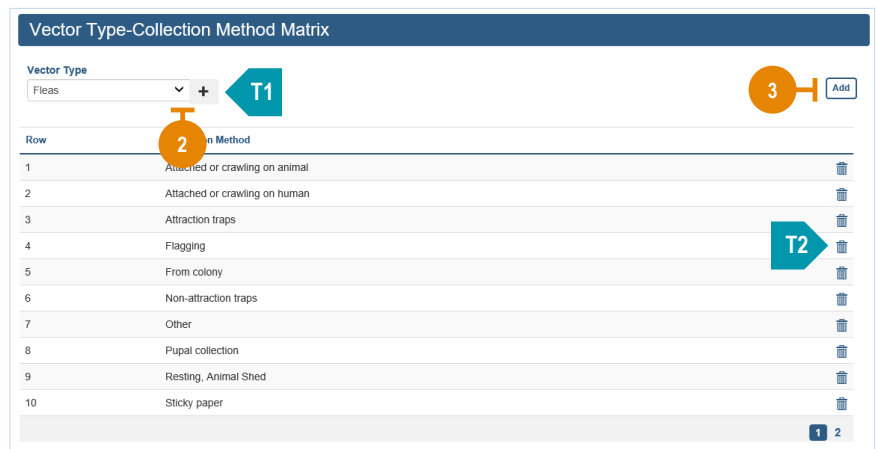 Vector Type-Collection Method Matrix
Vector Type
Fleas
+
T1
3
Add
2
Row
n Method
1 Attached or crawling on animal
2 Attached or crawling on human
3 Attraction traps
4 Flagging
T2
5 From colony
6 Non-attraction traps
7 Other
8 Pupal collection
9 Resting, Animal Shed
10 Sticky paper
1 2